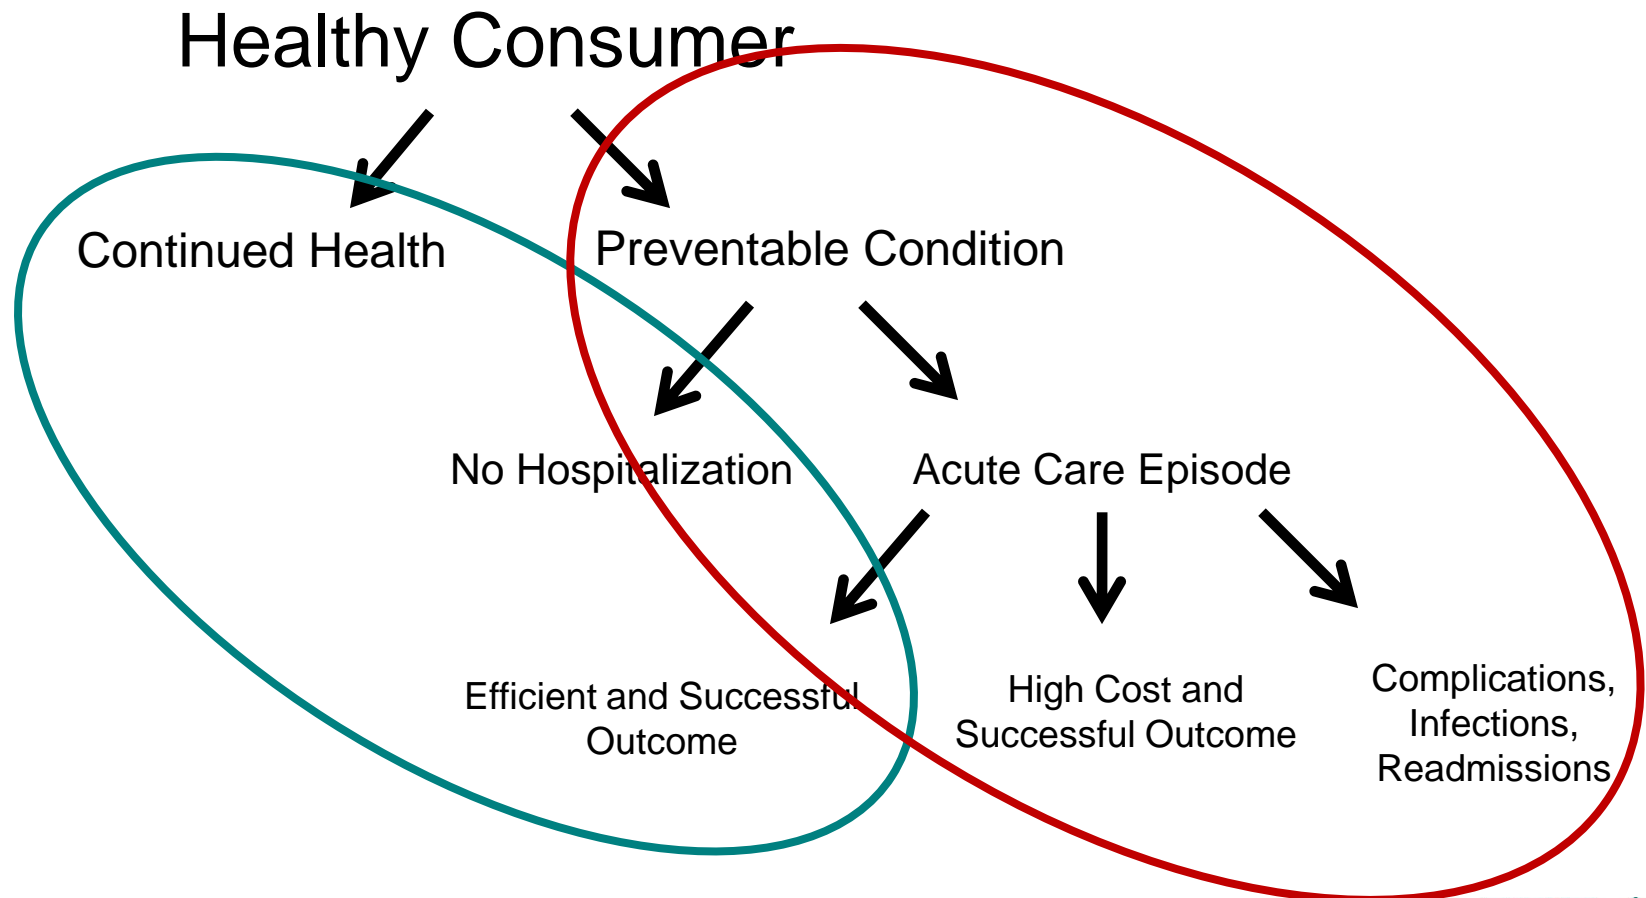 Healthy Consumer
Continued Health
Preventable Condition
No Hospitalization
Acute Care Episode
Efficient and Successful
Outcome
High Cost and
Successful Outcome
Complications,
Infections,
Readmissions